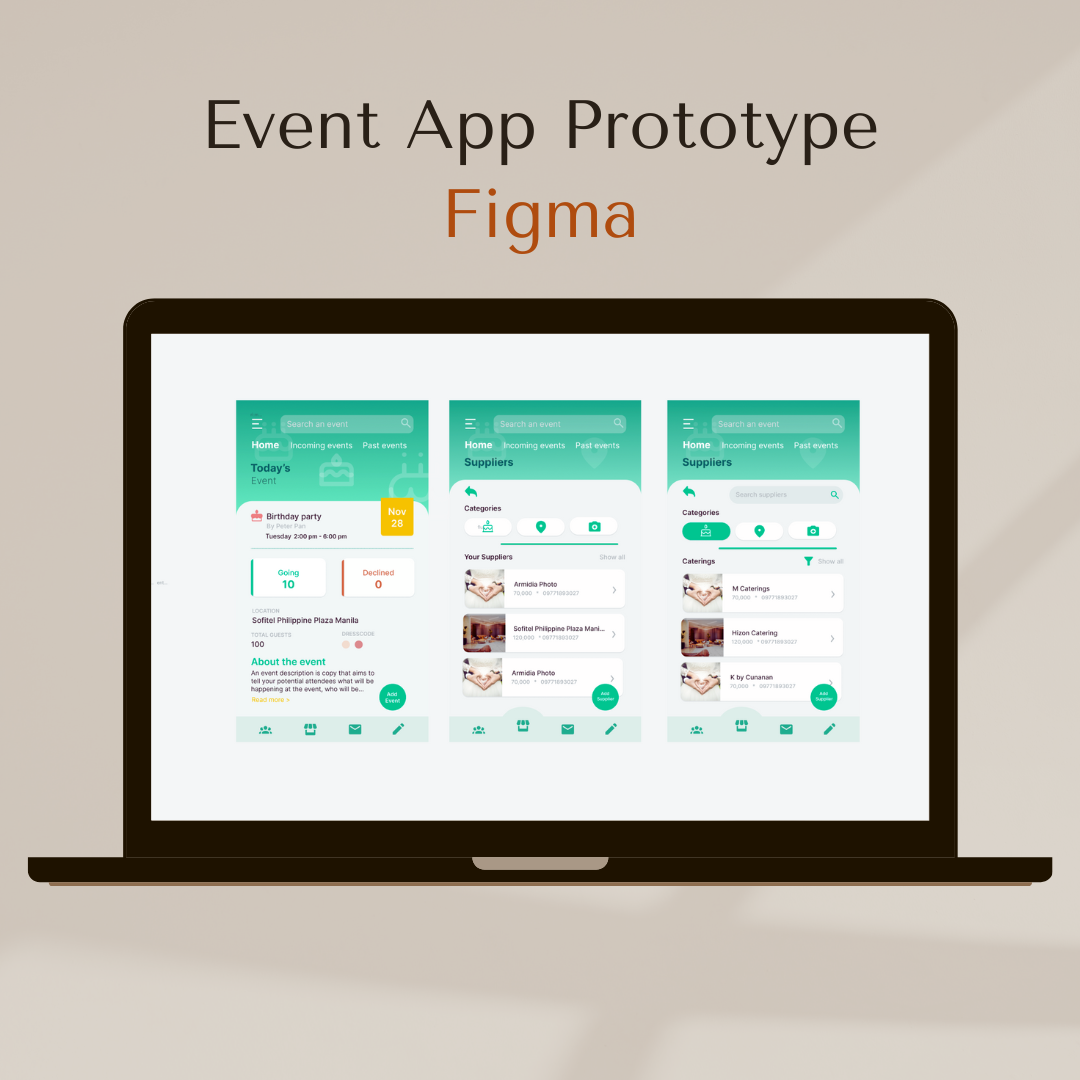 Event App Prototype
Figma
Search an event
Home Incoming events Past events
Today's
Event
Nov
28
Birthday party
By Peter Pan
Tuesday 2:00 pm - 6:00 pm
Going
10
Declined
0
LOCATION
Sofitel Philippine Plaza Manila
TOTAL GUESTS
100
DRESSCODE
About the event
An event description is copy that aims to
tell your potential attendees what will be
happening at the event, who will be...
Read more >
Add
Event
Search an event
Home Incoming events Past events
Suppliers
Categories
Your Suppliers Show all
Armidia Photo
70,000 * 09771693027
Sofitel Philippine Plaza Mani...
120,000 * 09771693027
Armidia Photo
70,000 * 09771693027
Add
Supplier
Search an event
Home Incoming events Past events
Suppliers
Search suppliers
Categories
Caterings Show all
M Caterings
70,000 * 09771693027
Hizon Catering
120,000 * 09771693027
K by Cunanan
70,000 * 09771693027
Add
Supplier